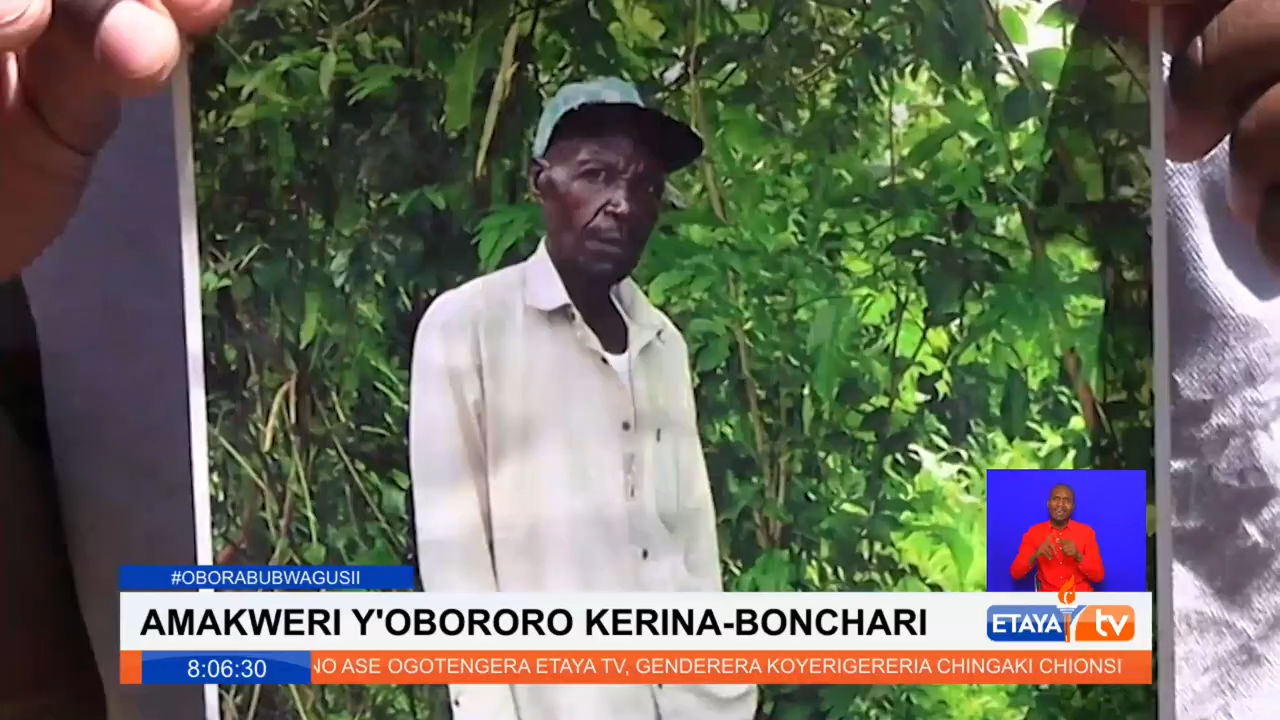 #OBORABUBWAGUSII
AMAKWERI Y'OBORORO KERINA-BONCHARI
ETAYA tv
8:06:30
NO ASE OGOTENGERA ETAYA TV, GENDERERA KOYERIGERERIA CHINGAKI CHIONSI